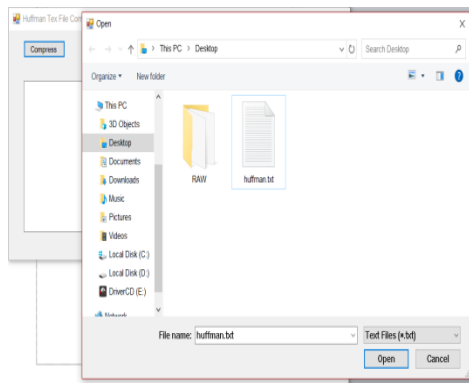 Huffman Tex File Com
Open
This PC > Desktop
Search Desktop
Compress
Organize
New folder
This PC
3D Objects
Desktop
Documents
Downloads
Music
Pictures
Videos
Local Disk (C:)
Local Disk (D:)
DriverCD (E:)
Network
RAW
huffman.txt
File name: huffman.txt
Text Files (*.txt)
Open
Cancel